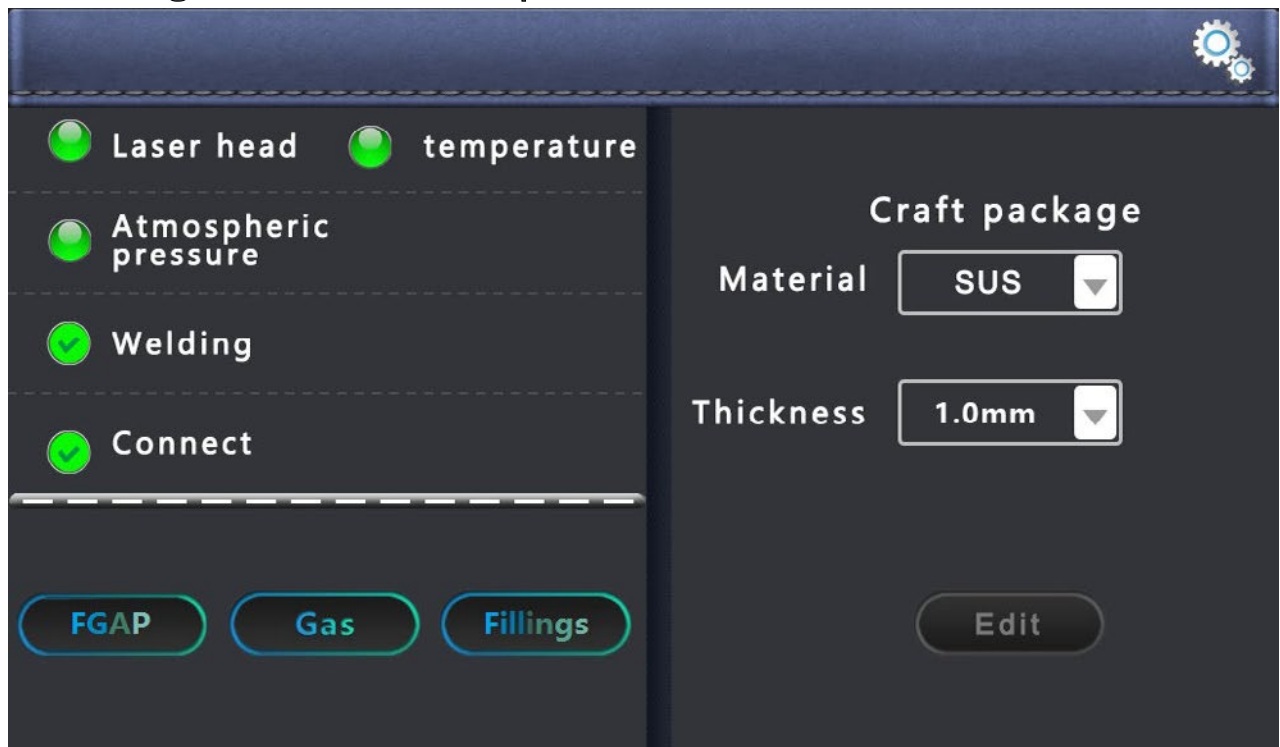 Laser head temperature
Atmospheric
pressure
Welding
Connect
FGAP Gas Fillings
Craft package
Material SUS
Thickness 1.0mm
Edit